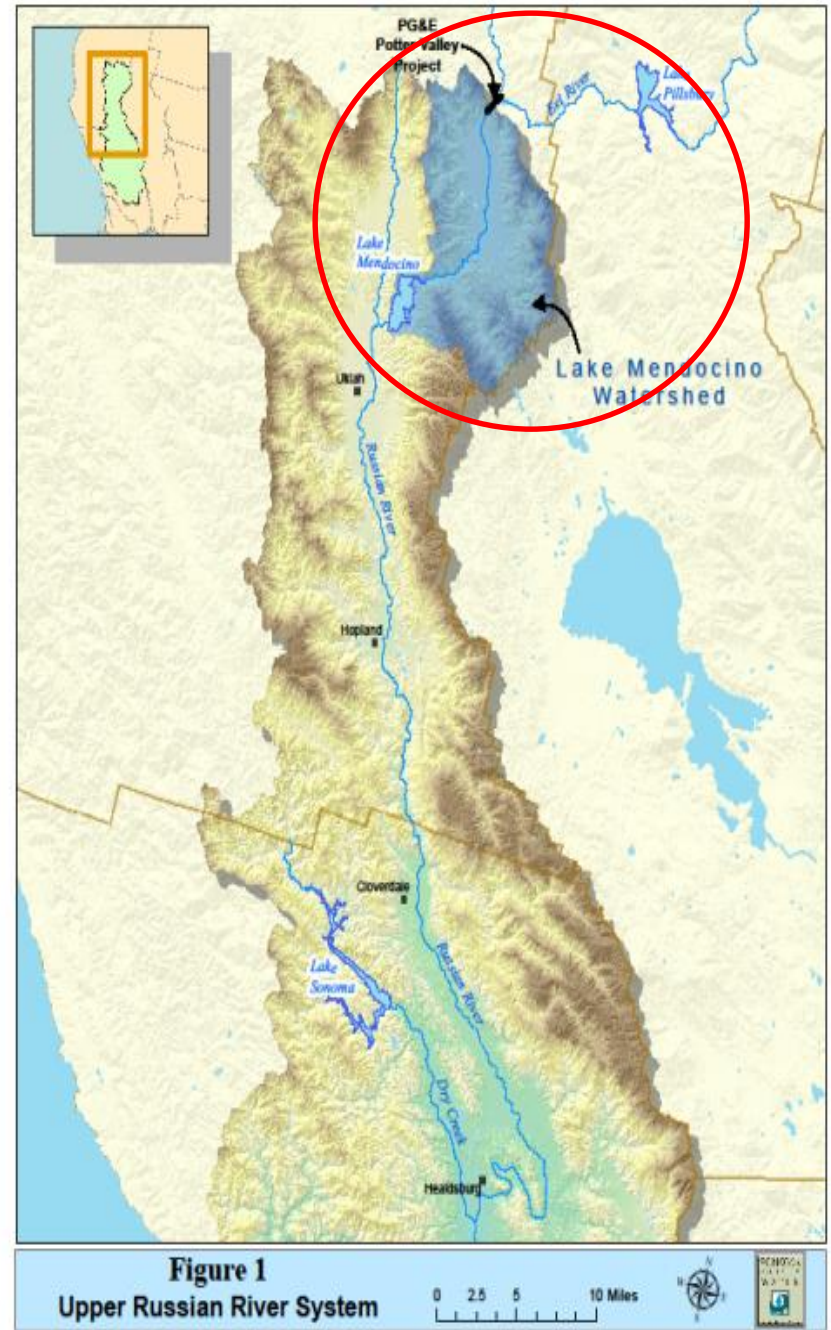 PG&E
Potter Valley
Project
Eel River
Lake
Pillsbury
Lake
Mendocino
Lake Mendocino
Watershed
Ukiah
Russian River
Hopland
Cloverdale
Lake
Sonoma
Russian River
Dry Creek
Healdsburg
Figure 1
Upper Russian River System
0 2.5 5 10 Miles
N